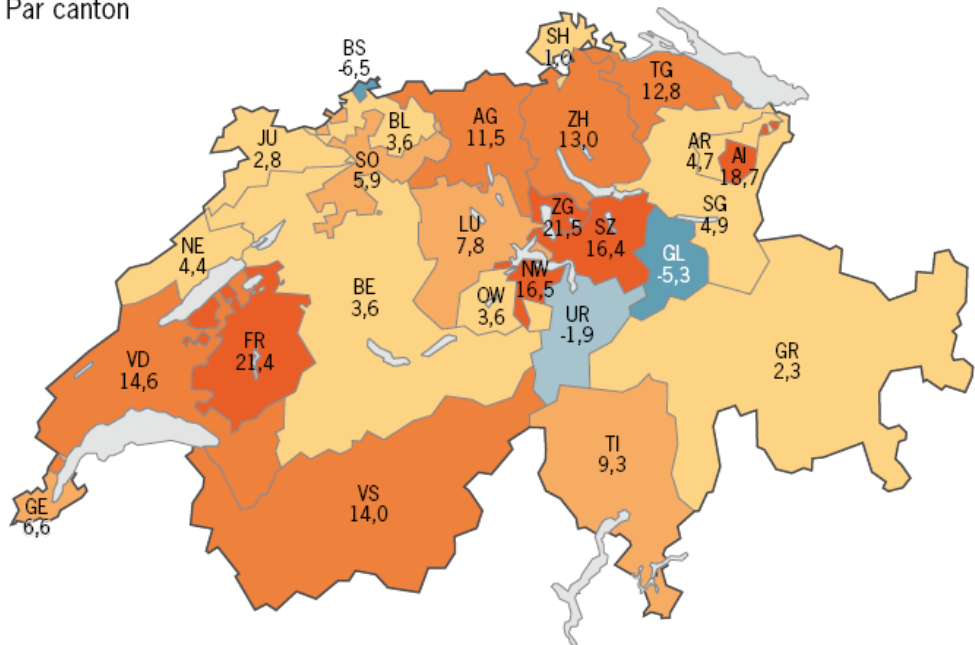 Par canton
SH
1,0
BS
-6,5
TG
12,8
BL
3,6
AG
11,5
ZH
13,0
JU
2,8
AR
4,7
AI
18,7
SO
5,9
ZG
21,5
SZ
16,4
SG
4,9
LU
7,8
NE
4,4
GL
-5,3
NW
16,5
BE
3,6
OW
3,6
UR
-1,9
FR
21,4
VD
14,6
GR
2,3
TI
9,3
VS
14,0
GE
6,6